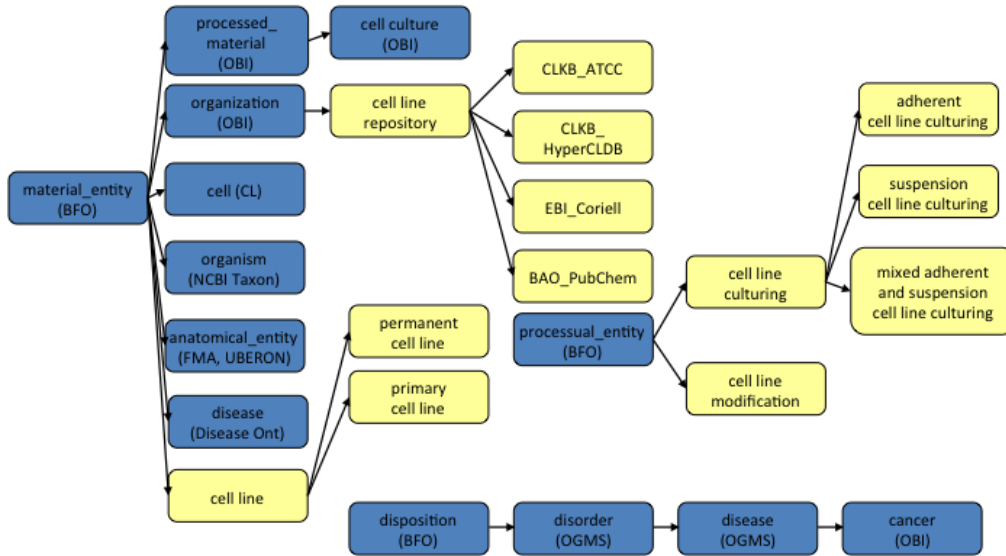 processed_
material
(OBI)
cell culture
(OBI)
organization
(OBI)
cell line
repository
CLKB_ATCC
CLKB_
HyperCLDB
EBI_Coriell
BAO_PubChem
adherent
cell line culturing
suspension
cell line culturing
mixed adherent
and suspension
cell line culturing
material_entity
(BFO)
cell (CL)
organism
(NCBI Taxon)
anatomical_entity
(FMA, UBERON)
disease
(Disease Ont)
cell line
permanent
cell line
primary
cell line
processual_entity
(BFO)
cell line
culturing
cell line
modification
disposition
(BFO)
disorder
(OGMS)
disease
(OGMS)
cancer
(OBI)